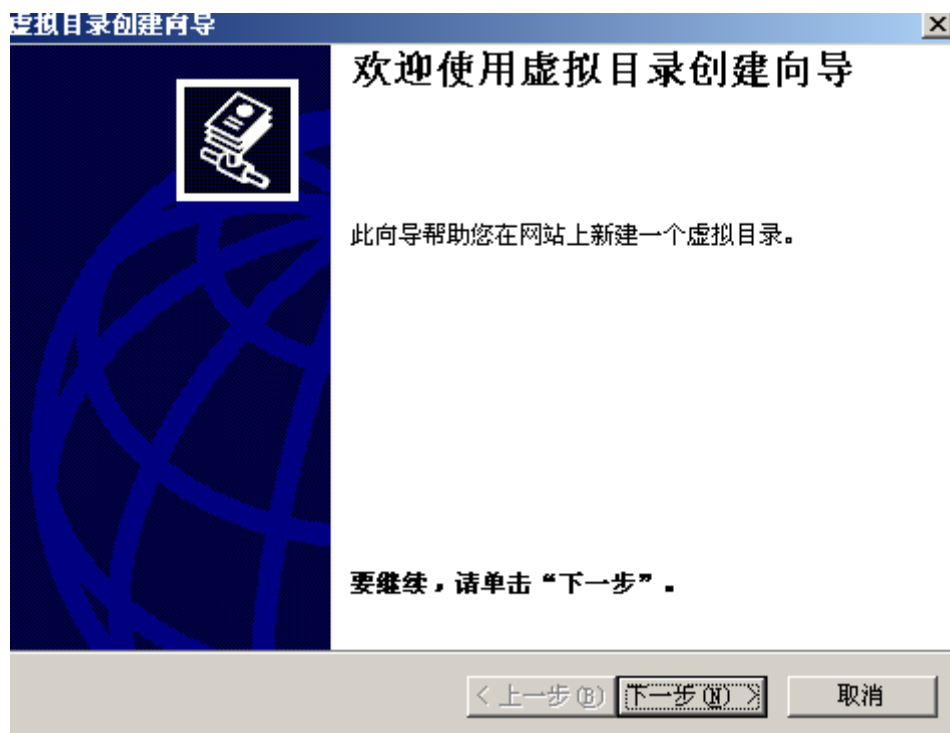 虚拟目录创建向导
欢迎使用虚拟目录创建向导
此向导帮助您在网站上新建一个虚拟目录。
要继续，请单击“下一步”。
< 上一步(B) 下一步(N) > 取消